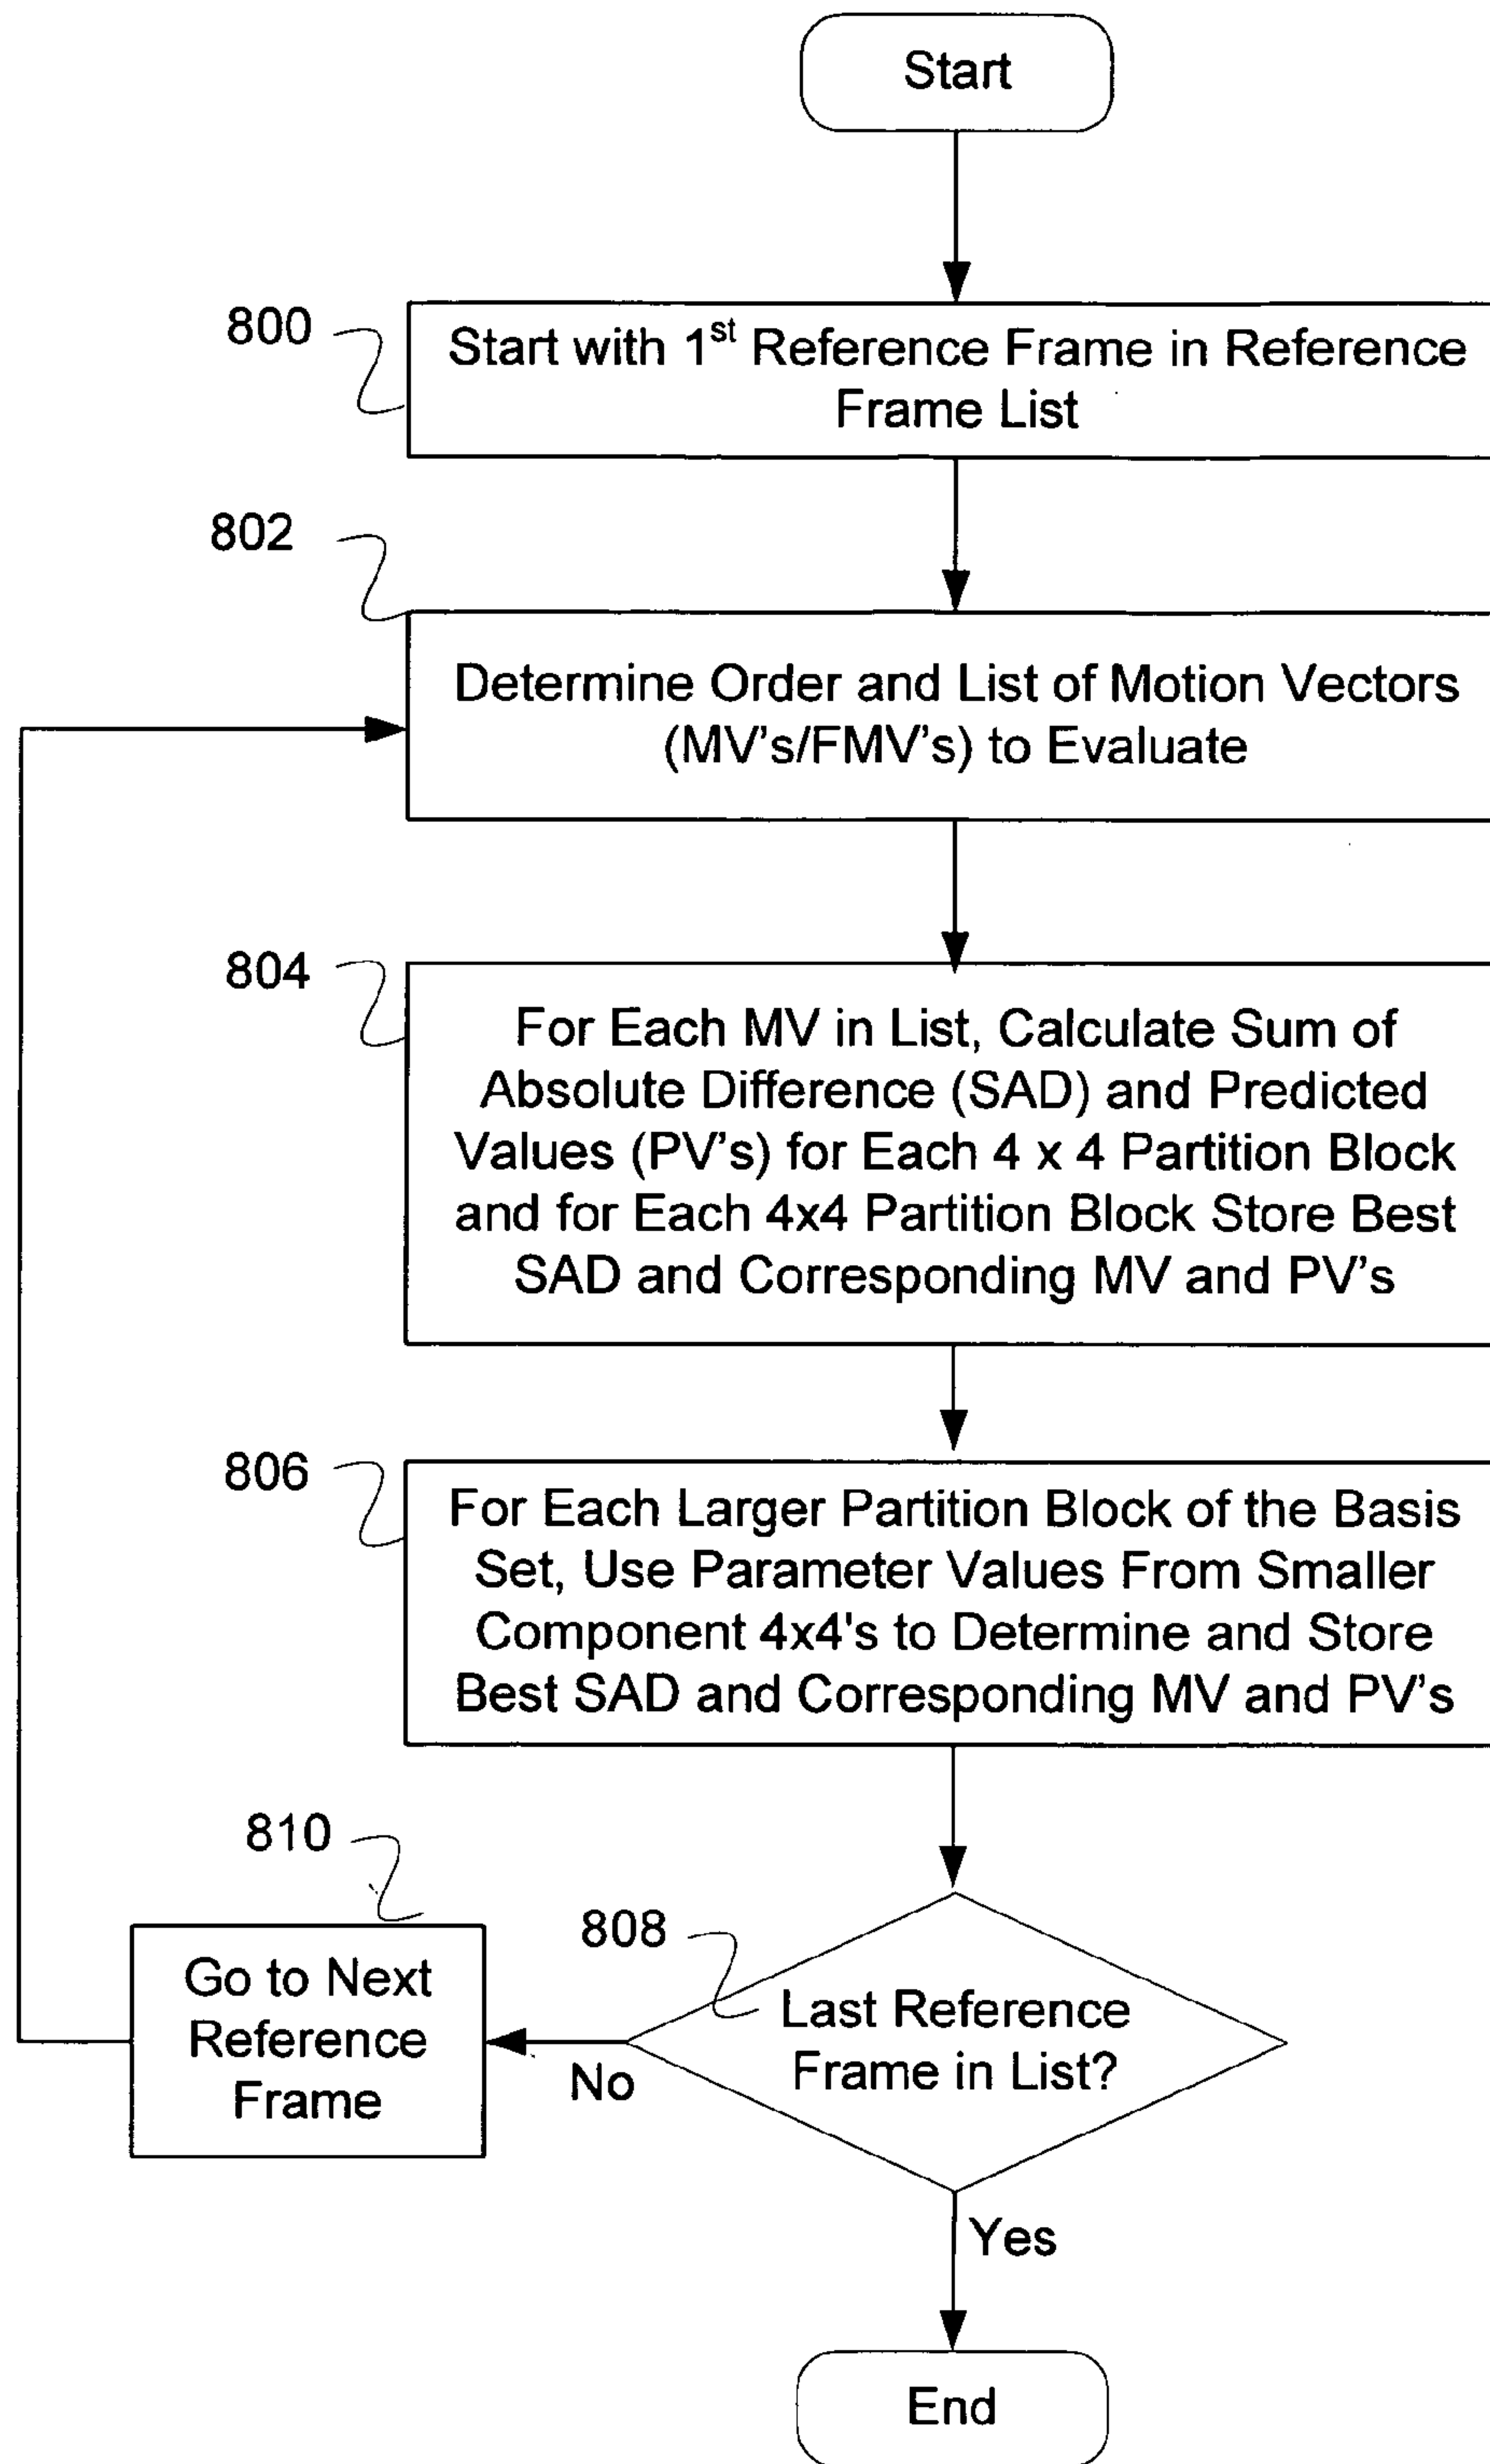 Start
800
Start with 1st Reference Frame in Reference
Frame List
802
Determine Order and List of Motion Vectors
(MV's/FMV's) to Evaluate
804
For Each MV in List, Calculate Sum of
Absolute Difference (SAD) and Predicted
Values (PV's) for Each 4 x 4 Partition Block
and for Each 4x4 Partition Block Store Best
SAD and Corresponding MV and PV's
806
For Each Larger Partition Block of the Basis
Set, Use Parameter Values From Smaller
Component 4x4's to Determine and Store
Best SAD and Corresponding MV and PV's
810
Go to Next
Reference
Frame
808
Last Reference
Frame in List?
No
Yes
End